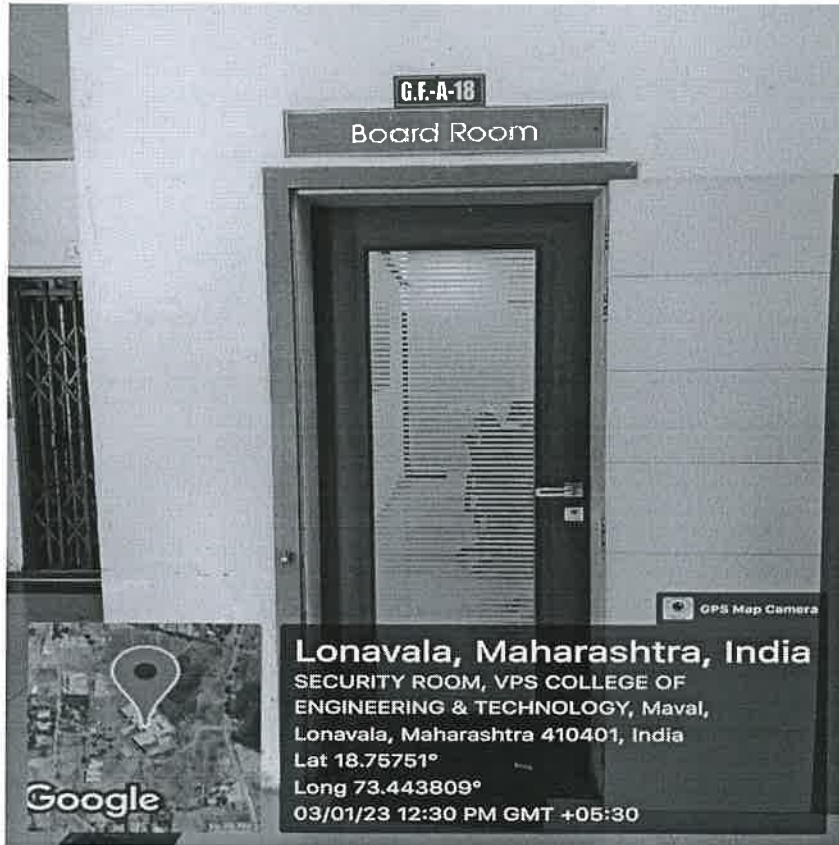 G.F.-A-18
Board Room
GPS Map Camera
Lonavala, Maharashtra, India
SECURITY ROOM, VPS COLLEGE OF
ENGINEERING & TECHNOLOGY, Maval,
Lonavala, Maharashtra 410401, India
Lat 18.75751°
Long 73.443809°
03/01/23 12:30 PM GMT +05:30
Google